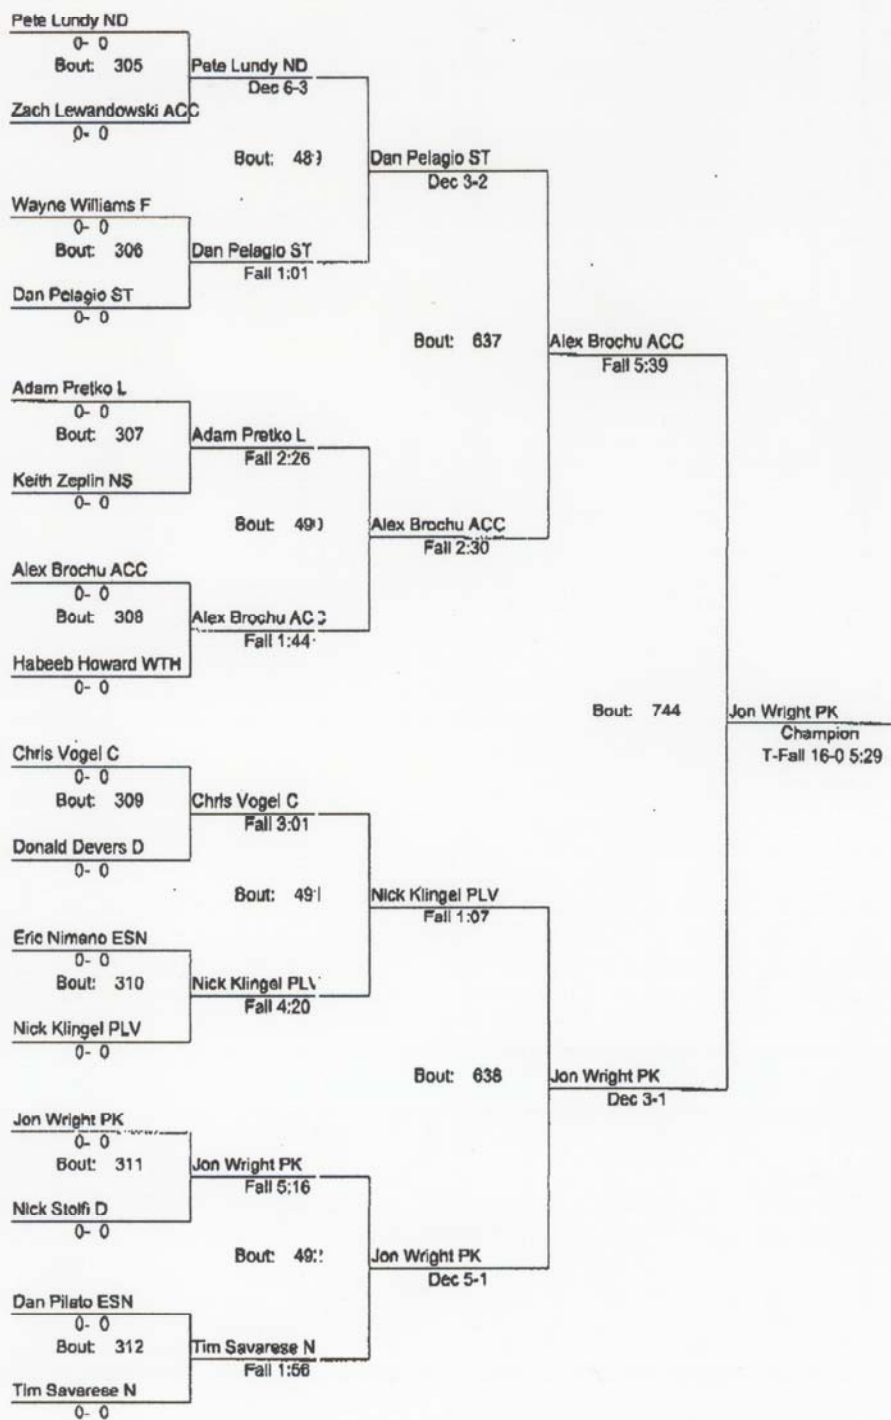 Pete Lundy ND
0- 0
Bout: 305
Pete Lundy ND
Dec 6-3
Zach Lewandowski ACC
0- 0
Bout:
Dan Pelagio ST
Dec 3-2
Wayne Williams F
0- 0
Bout: 306
Dan Pelagio ST
Fall 1:01
Dan Pelagio ST
0- 0
Bout: 637
Alex Brochu ACC
Fall 5:39
Adam Pretko L
0- 0
Bout: 307
Adam Pretko L
Fall 2:26
Keith Zeplin NS
0- 0
Bout:
Alex Brochu ACC
Fall 2:30
Alex Brochu ACC
0- 0
Bout: 308
Alex Brochu ACC
Fall 1:44
Habeeb Howard WTH
0- 0
Bout: 744
Jon Wright PK
Champion
T-Fall 16-0 5:29
Chris Vogel C
0- 0
Bout: 309
Chris Vogel C
Fall 3:01
Donald Devers D
0- 0
Bout:
Nick Klingel PLV
Fall 1:07
Eric Nimeno ESN
0- 0
Bout: 310
Nick Klingel PLV
Fall 4:20
Nick Klingel PLV
0- 0
Bout: 638
Jon Wright PK
Dec 3-1
Jon Wright PK
0- 0
Bout: 311
Jon Wright PK
Fall 5:16
Nick Stolfi D
0- 0
Bout:
Jon Wright PK
Dec 5-1
Dan Pilato ESN
0- 0
Bout: 312
Tim Savarese N
Fall 1:56
Tim Savarese N
0- 0